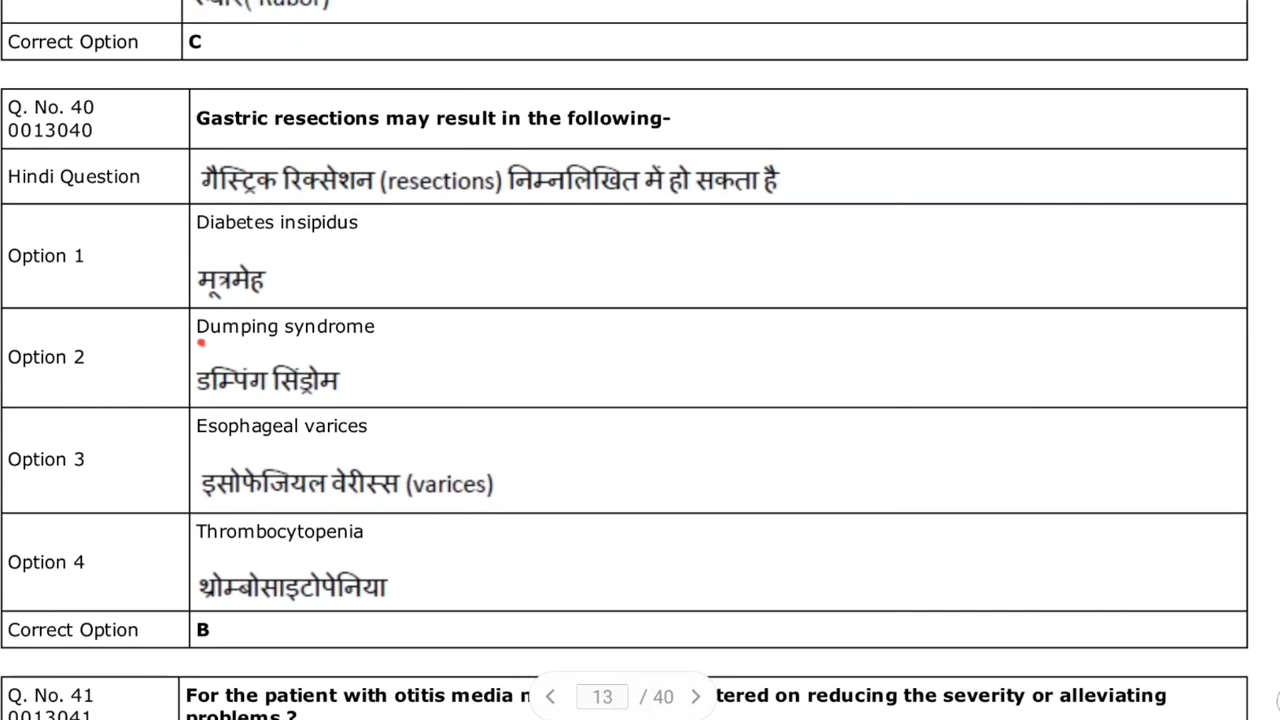 Correct Option C
Q. No. 40
0013040
Gastric resections may result in the following-
Hindi Question
गैस्ट्रिक रिक्सेशन (resections) निम्नलिखित में हो सकता है
Option 1
Diabetes insipidus
मूत्रमेह
Option 2
Dumping syndrome
डम्पिंग सिंड्रोम
Option 3
Esophageal varices
इसोफेजियल वेरीस्स (varices)
Option 4
Thrombocytopenia
थ्रोम्बोसाइटोपेनिया
Correct Option B
Q. No. 41
0013041
For the patient with otitis media
tered on reducing the severity or alleviating
problems ?
13 / 40